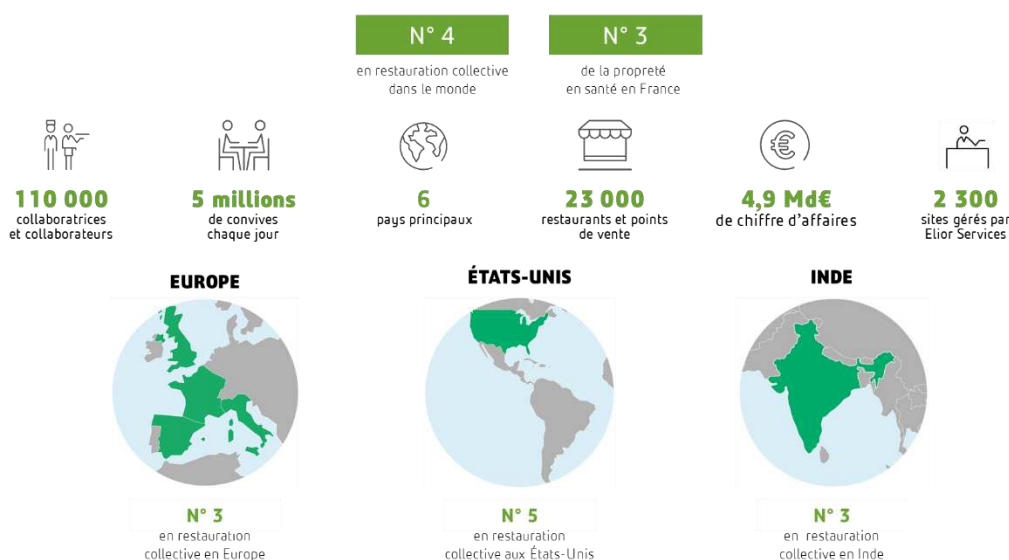 N° 4
en restauration collective
dans le monde
N° 3
de la propreté
en santé en France
110 000
collaboratrices
et collaborateurs
5 millions
de convives
chaque jour
6
pays principaux
23 000
restaurants et points
de vente
€
4,9 Md€
de chiffre d'affaires
2 300
sites gérés par
Elior Services
EUROPE
N° 3
en restauration
collective en Europe
ÉTATS-UNIS
N° 5
en restauration
collective aux États-Unis
INDE
N° 3
en restauration
collective en Inde